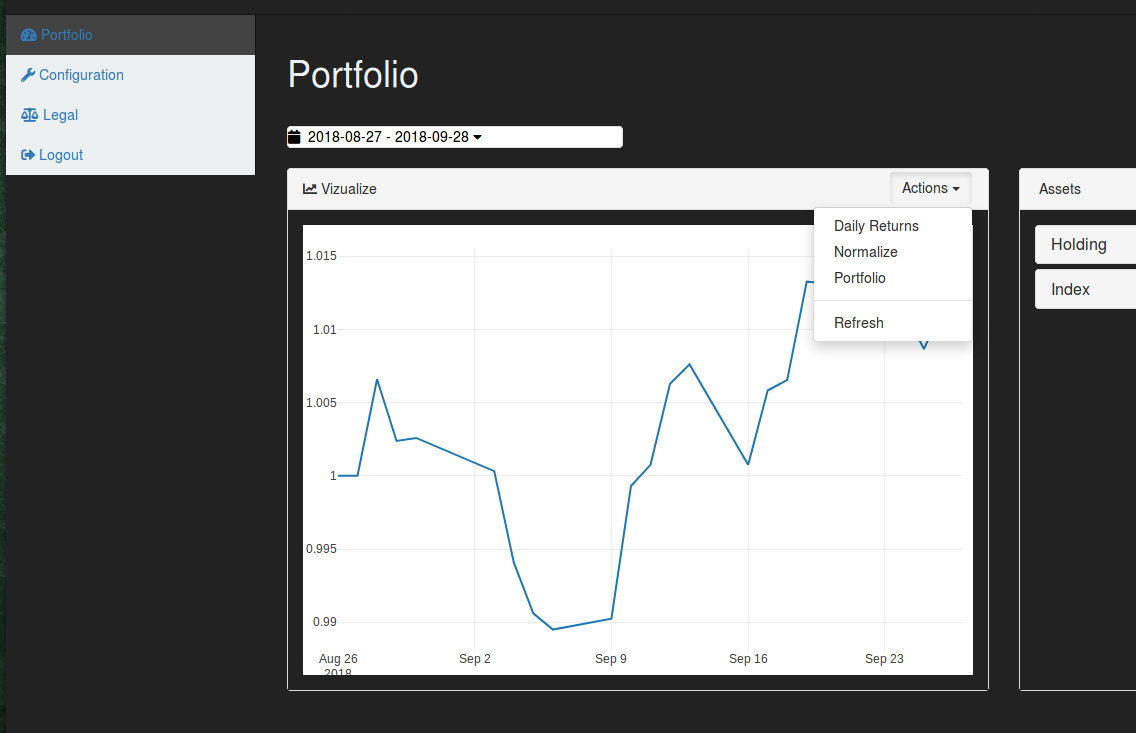 Portfolio
Configuration
Legal
Logout
Portfolio
2018-08-27 - 2018-09-28
Vizualize
Actions
Daily Returns
Normalize
Portfolio
Refresh
1.015
1.01
1.005
1
0.995
0.99
Aug 26 Sep 2 Sep 9 Sep 16 Sep 23
2018
Assets
Holding
Index